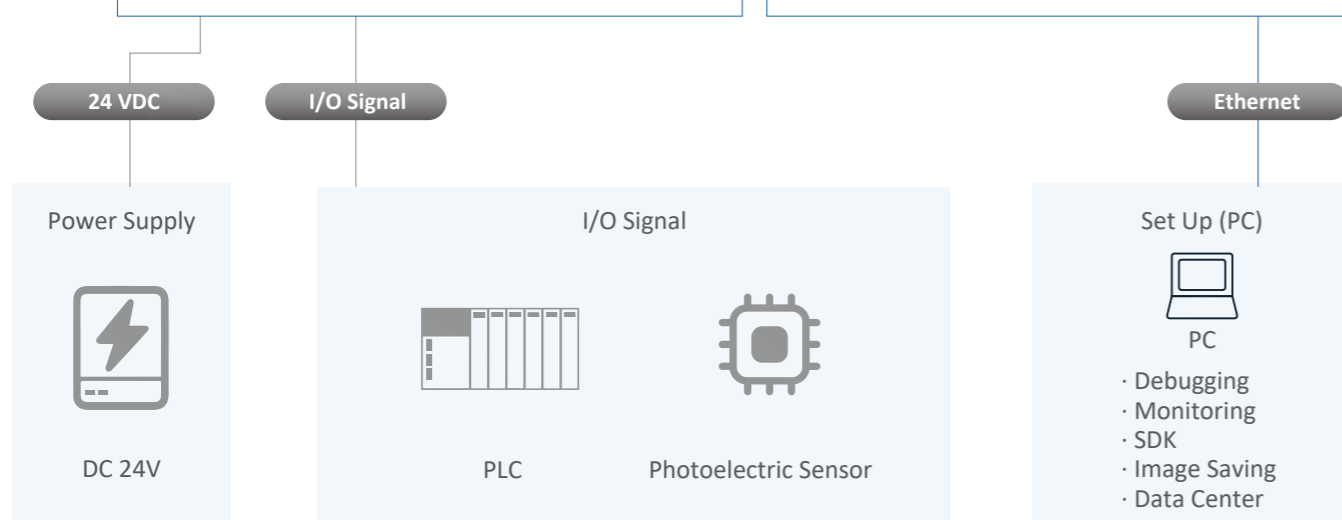 24 VDC
I/O Signal
Ethernet
Power Supply
I/O Signal
Set Up (PC)
PC
· Debugging
· Monitoring
· SDK
· Image Saving
· Data Center
DC 24V
PLC
Photoelectric Sensor